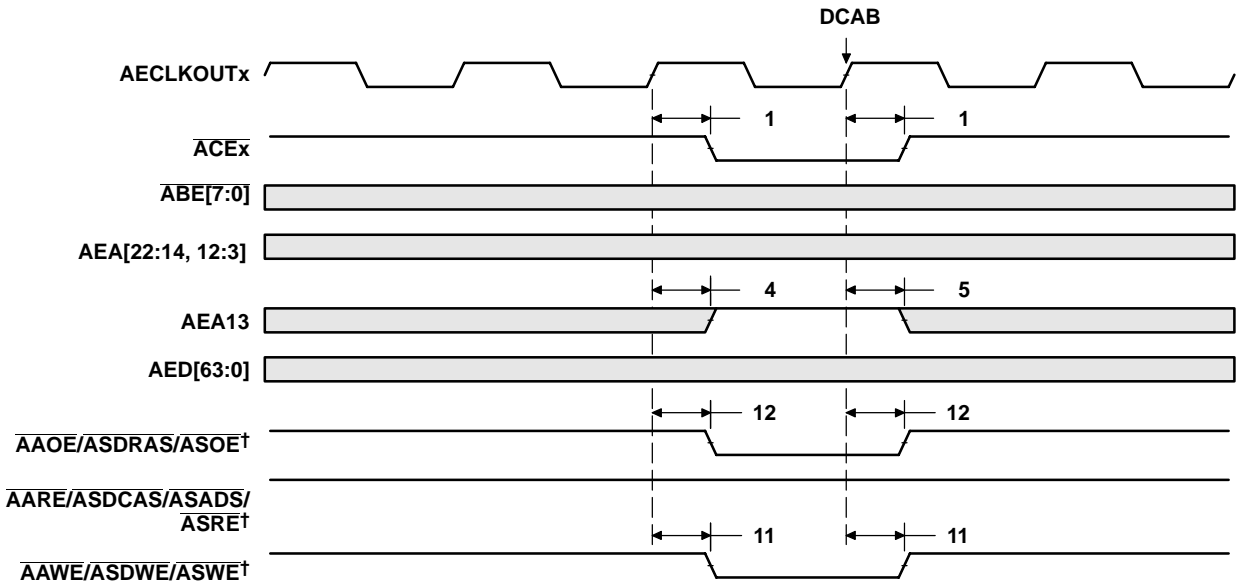 DCAB
AECLKOUTx
1 1
ACEx
ABE[7:0]
AEA[22:14, 12:3]
4 5
AEA13
AED[63:0]
12 12
AAOE/ASDRAS/ASOE†
AARE/ASDCAS/ASADS/
ASRE†
11 11
AAWE/ASDWE/ASWE†